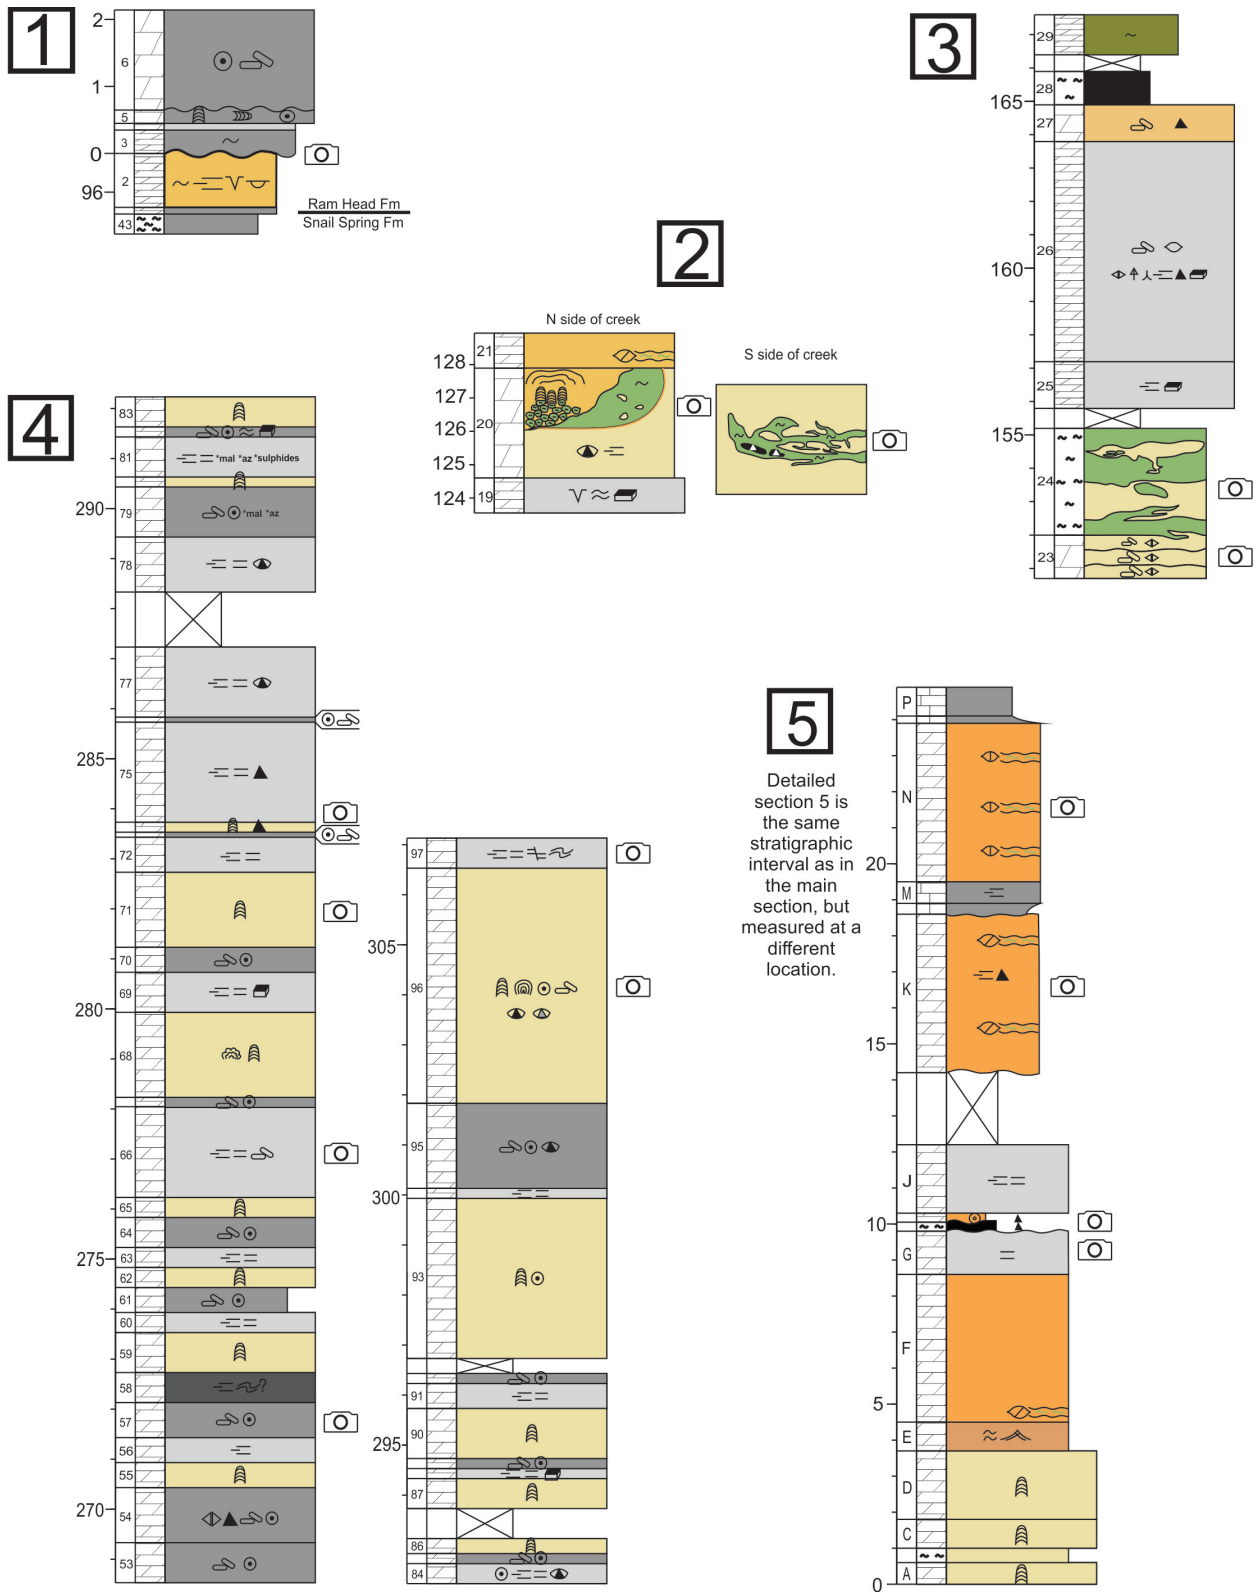 1
2
6
1
5
3
0
2
96
43
Ram Head Fm
Snail Spring Fm
2
N side of creek
S side of creek
21
128
127
20
126
125
124
19
3
29
28
165
27
26
160
25
155
24
23
4
83
81
*mal *az *sulphides
290
79
*mal *az
78
77
285
75
72
71
70
69
280
68
66
65
64
275
63
62
61
60
59
58
?
57
56
55
270
54
53
97
305
96
95
300
93
91
90
295
87
86
84
5
Detailed
section 5 is
the same
stratigraphic
interval as in
the main
section, but
measured at a
different
location.
P
N
20
M
K
15
J
10
G
F
5
E
D
C
A
0